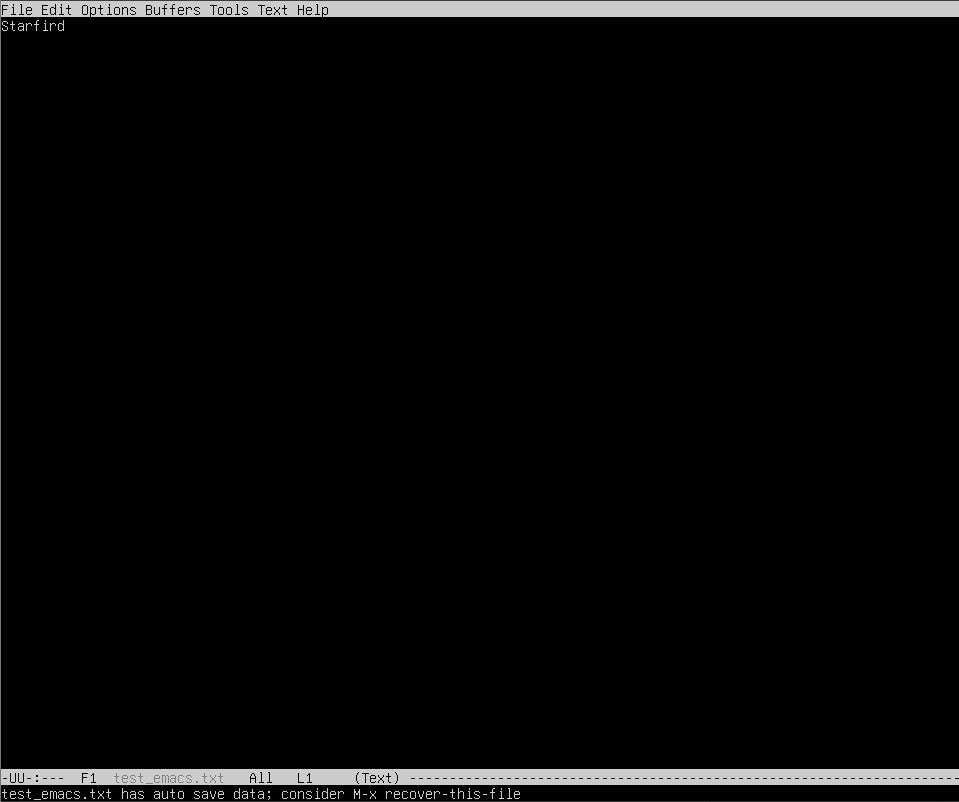 File Edit Options Buffers Tools Text Help
Starfird
-UU-:---  F1  test_emacs.txt   All   L1     (Text) --------------------------------------------------------------------
test_emacs.txt has auto save data; consider M-x recover-this-file